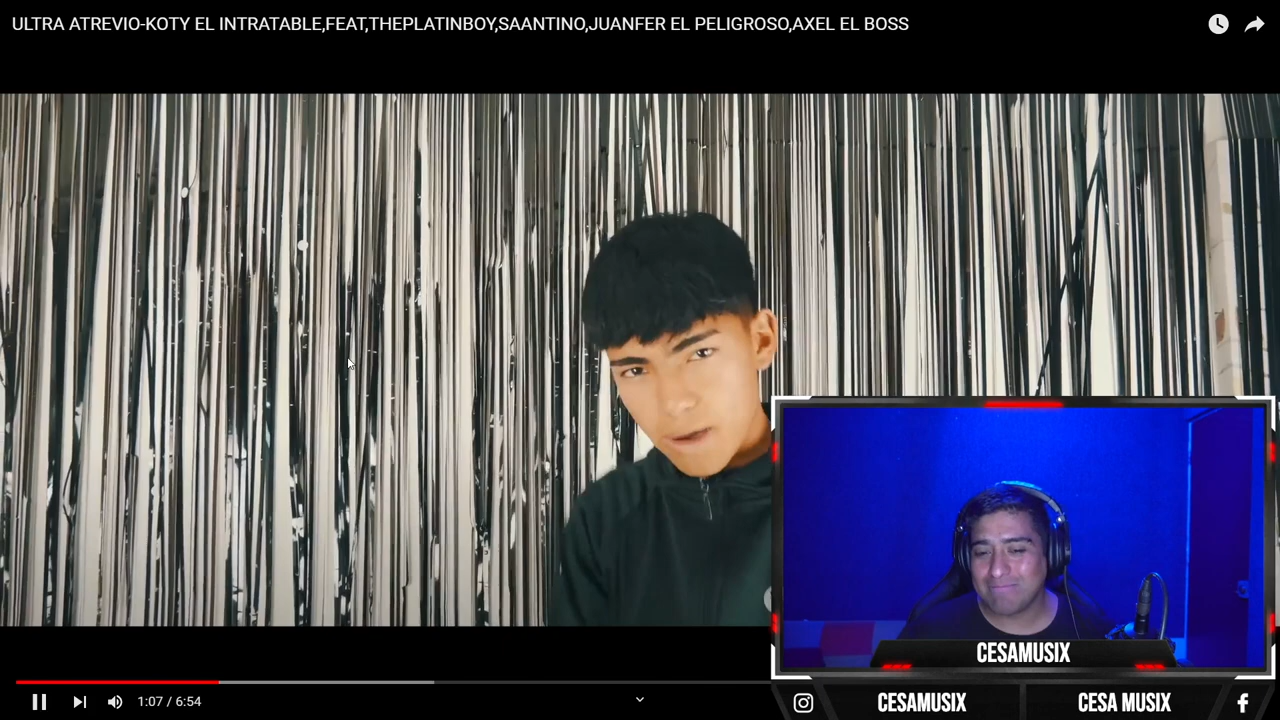 ULTRA ATREVIO-KOTY EL INTRATABLE,FEAT,THEPLATINBOY,SAANTINO,JUANFER EL PELIGROSO,AXEL EL BOSS
CESAMUSIX
1:07 / 6:54
CESAMUSIX
CESA MUSIX